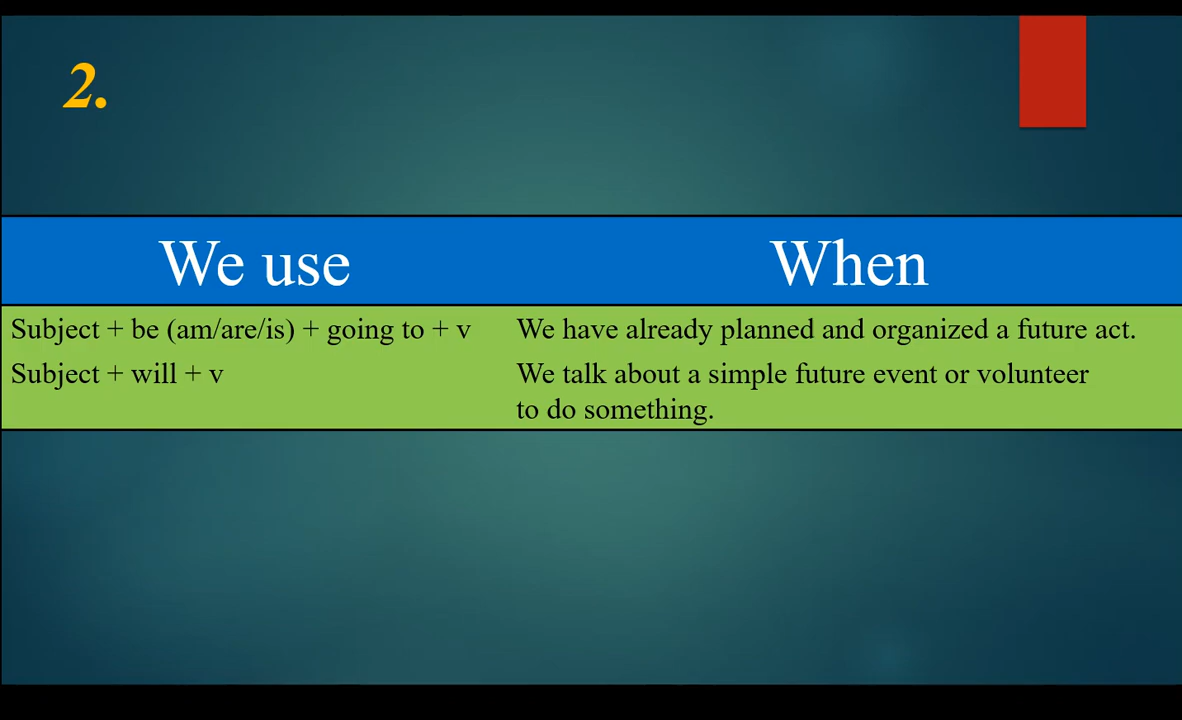 2.
We use When
Subject + be (am/are/is) + going to + v We have already planned and organized a future act.
Subject + will + v We talk about a simple future event or volunteer
to do something.